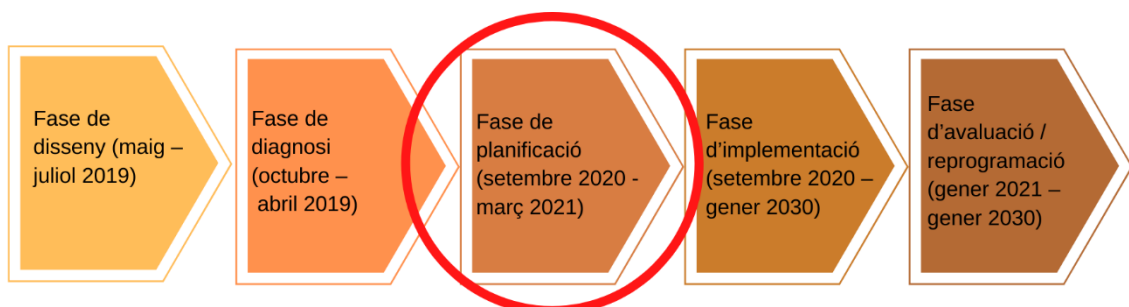 Fase de
disseny (maig –
juliol 2019)
Fase de
diagnosi
(octubre –
abril 2019)
Fase de
planificació
(setembre 2020 -
març 2021)
Fase
d'implementació
(setembre 2020 –
gener 2030)
Fase
d'avaluació /
reprogramació
(gener 2021 –
gener 2030)